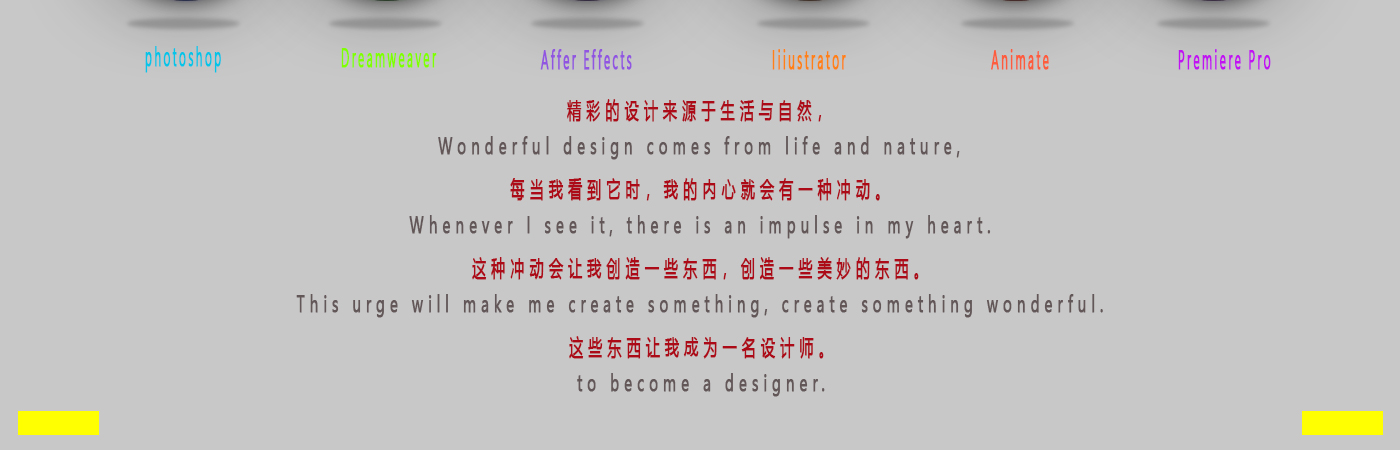 photoshop Dreamweaver Affer Effects Iiiustrator Animate Premiere Pro
精彩的设计来源于生活与自然,
Wonderful design comes from life and nature,
每当我看到它时, 我的内心就会有一种冲动。
Whenever I see it, there is an impulse in my heart.
这种冲动会让我创造一些东西, 创造一些美妙的东西。
This urge will make me create something, create something wonderful.
这些东西让我成为一名设计师。
to become a designer.